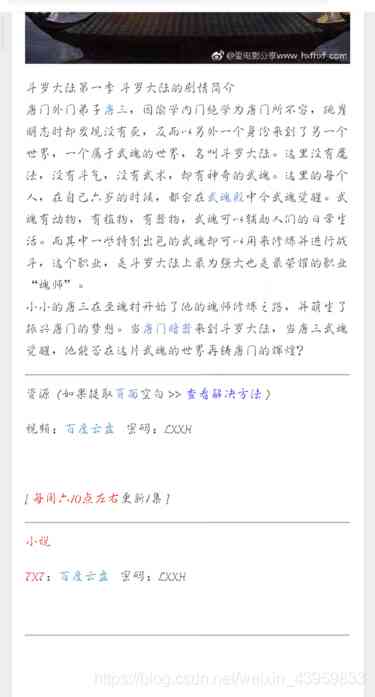 @蛋电影分享www.hxfhxf.com
斗罗大陆第一季 斗罗大陆的剧情简介
唐门外门弟子唐三，因偷学内门绝学为唐门所不容，跳崖
明志时却发现没有死，反而以另外一个身份来到了另一个
世界，一个属于武魂的世界，名叫斗罗大陆。这里没有魔
法，没有斗气，没有武术，却有神奇的武魂。这里的每个
人，在自己六岁的时候，都会在武魂殿中令武魂觉醒。武
魂有动物，有植物，有器物，武魂可以辅助人们的日常生
活。而其中一些特别出色的武魂却可以用来修炼并进行战
斗，这个职业，是斗罗大陆上最为强大也是最荣耀的职业
“魂师”。
小小的唐三在圣魂村开始了他的魂师修炼之路，并萌生了
振兴唐门的梦想。当唐门暗器来到斗罗大陆，当唐三武魂
觉醒，他能否在这片武魂的世界再铸唐门的辉煌？
资源（如果提取页面空白 >> 查看解决方法）
视频：百度云盘 密码：LXXH
[ 每周六10点左右更新1集 ]
小说
TXT：百度云盘 密码：LXXH
https://blog.csdn.net/weixin_43959853